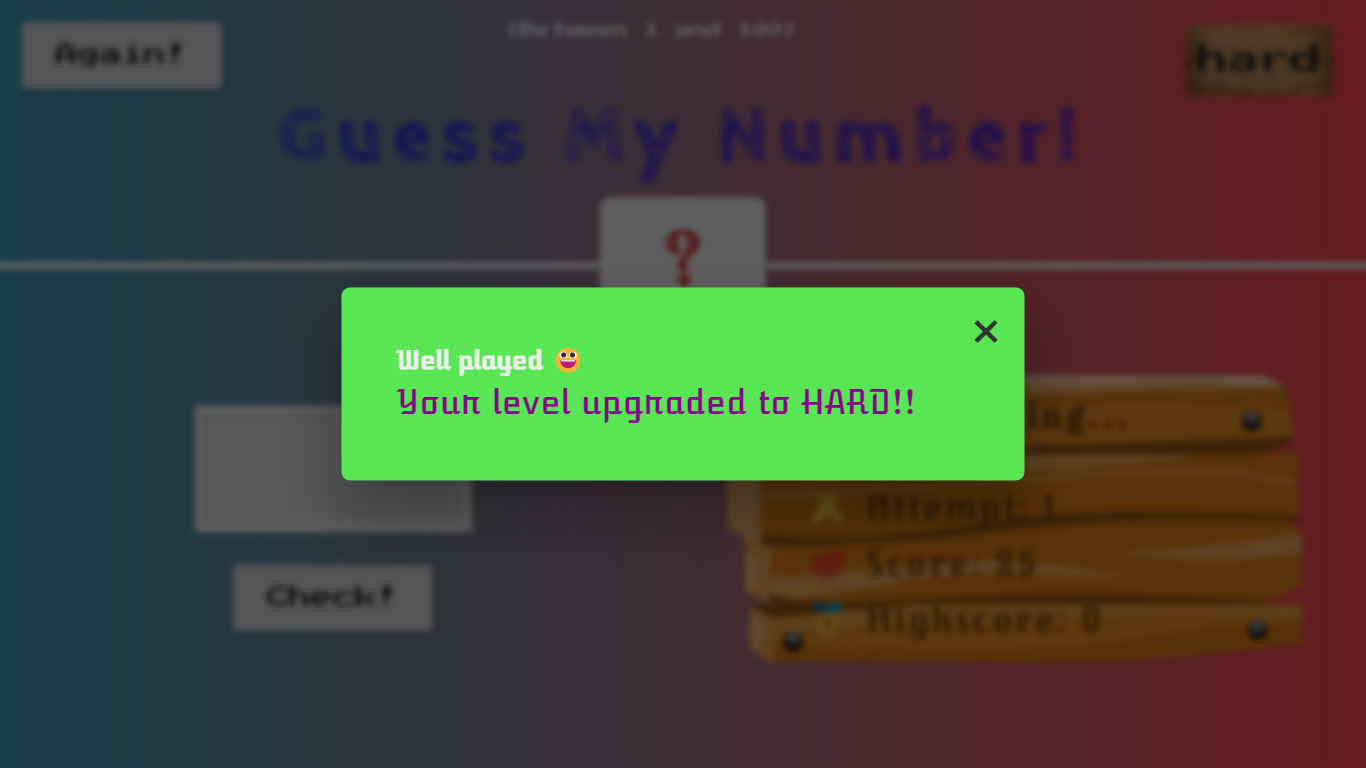 (Between 1 and 100)
Again!
hard
Guess My Number!
?
Well played 😀
Your level upgraded to HARD!!
ing...
Attempt: 1
Score: 25
Highscore: 0
Check!